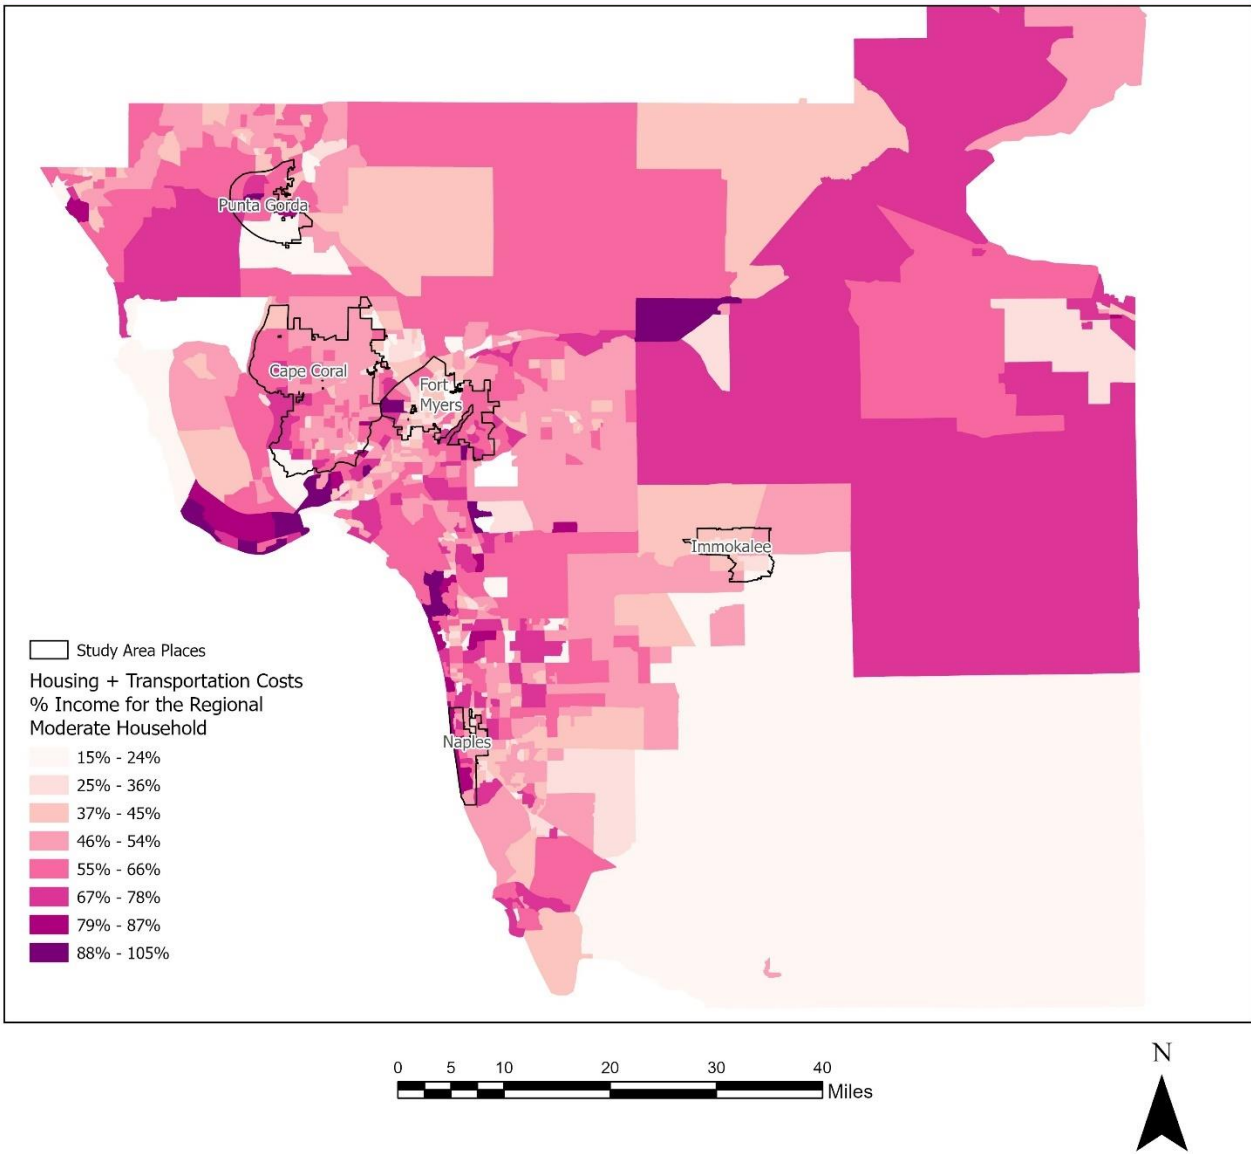 Punta Gorda
Cape Coral
Fort
Myers
Immokalee
Naples
Study Area Places
Housing + Transportation Costs
% Income for the Regional
Moderate Household
15% - 24%
25% - 36%
37% - 45%
46% - 54%
55% - 66%
67% - 78%
79% - 87%
88% - 105%
0 5 10 20 30 40
Miles
N